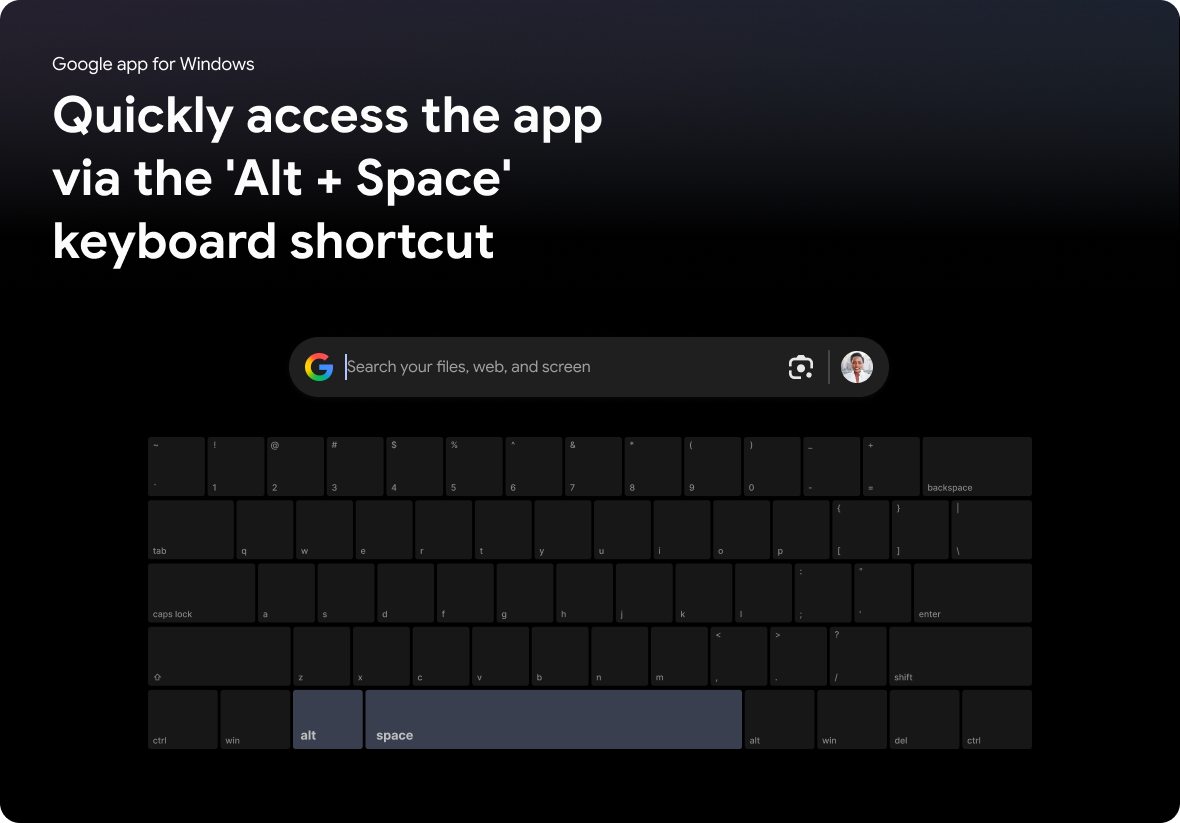 Google app for Windows
Quickly access the app
via the 'Alt + Space'
keyboard shortcut
Search your files, web, and screen
~ ! @ # $ % ^ & * ( ) _ +
` 1 2 3 4 5 6 7 8 9 0 - = backspace
{ } |
tab q w e r t y u i o p [ ] \
: "
caps lock a s d f g h j k l ; ' enter
< > ?
⇧ z x c v b n m , . / shift
ctrl win alt space alt win del ctrl